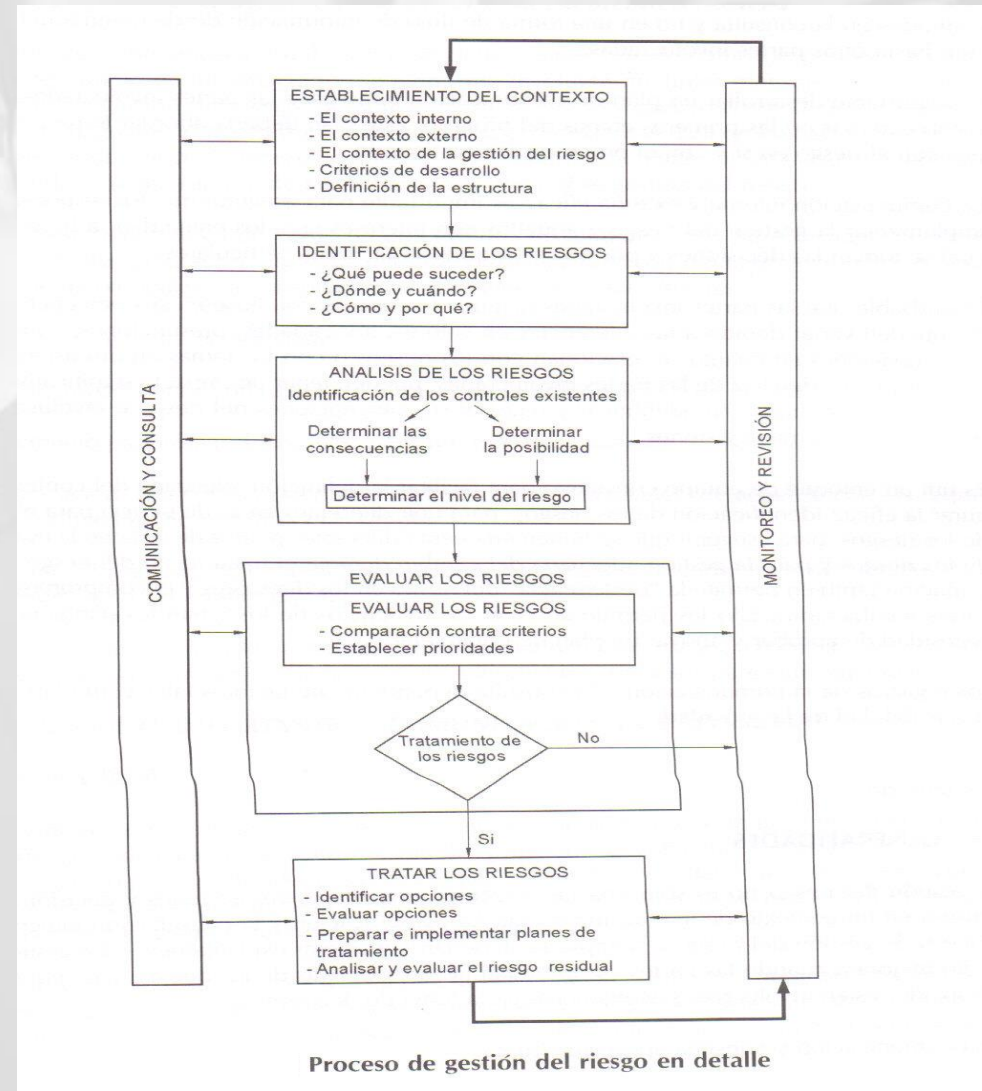 ESTABLECIMIENTO DEL CONTEXTO
- El contexto interno
- El contexto externo
- El contexto de la gestión del riesgo
- Criterios de desarrollo
- Definición de la estructura
IDENTIFICACIÓN DE LOS RIESGOS
- ¿Qué puede suceder?
- ¿Dónde y cuándo?
- ¿Cómo y por qué?
ANALISIS DE LOS RIESGOS
Identificación de los controles existentes
Determinar las
consecuencias
Determinar
la posibilidad
Determinar el nivel del riesgo
EVALUAR LOS RIESGOS
EVALUAR LOS RIESGOS
- Comparación contra criterios
- Establecer prioridades
Tratamiento de
los riesgos
No
Si
TRATAR LOS RIESGOS
- Identificar opciones
- Evaluar opciones
- Preparar e implementar planes de
tratamiento
- Analisar y evaluar el riesgo residual
COMUNICACIÓN Y CONSULTA
MONITOREO Y REVISIÓN
Proceso de gestión del riesgo en detalle